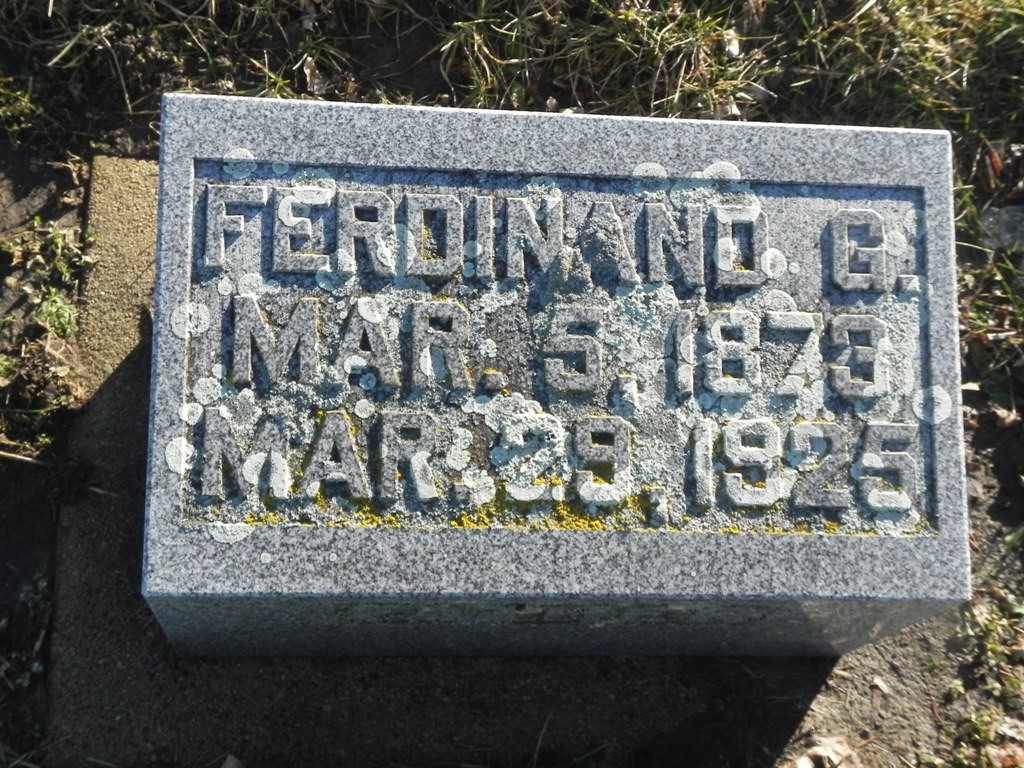 FERDINAND G.
MAR. 5, 1873
MAR. 29, 1925